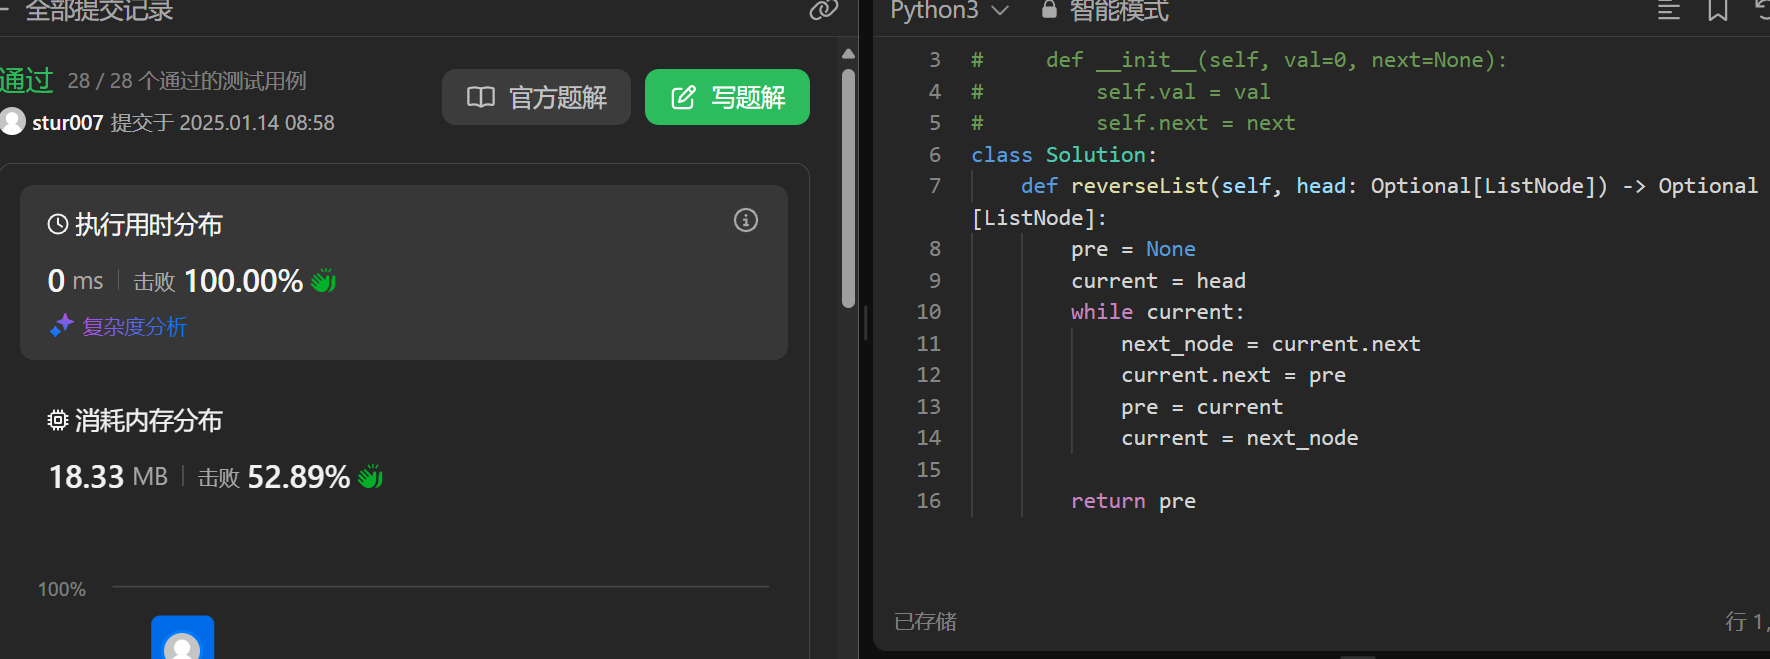 全部提交记录
通过 28 / 28 个通过的测试用例
stur007 提交于 2025.01.14 08:58
官方题解
写题解
执行用时分布
0 ms 击败 100.00%
复杂度分析
消耗内存分布
18.33 MB 击败 52.89%
100%
Python3 智能模式
3 #     def __init__(self, val=0, next=None):
4 #         self.val = val
5 #         self.next = next
6 class Solution:
7     def reverseList(self, head: Optional[ListNode]) -> Optional
[ListNode]:
8         pre = None
9         current = head
10         while current:
11             next_node = current.next
12             current.next = pre
13             pre = current
14             current = next_node
15
16         return pre
已存储
行 1,